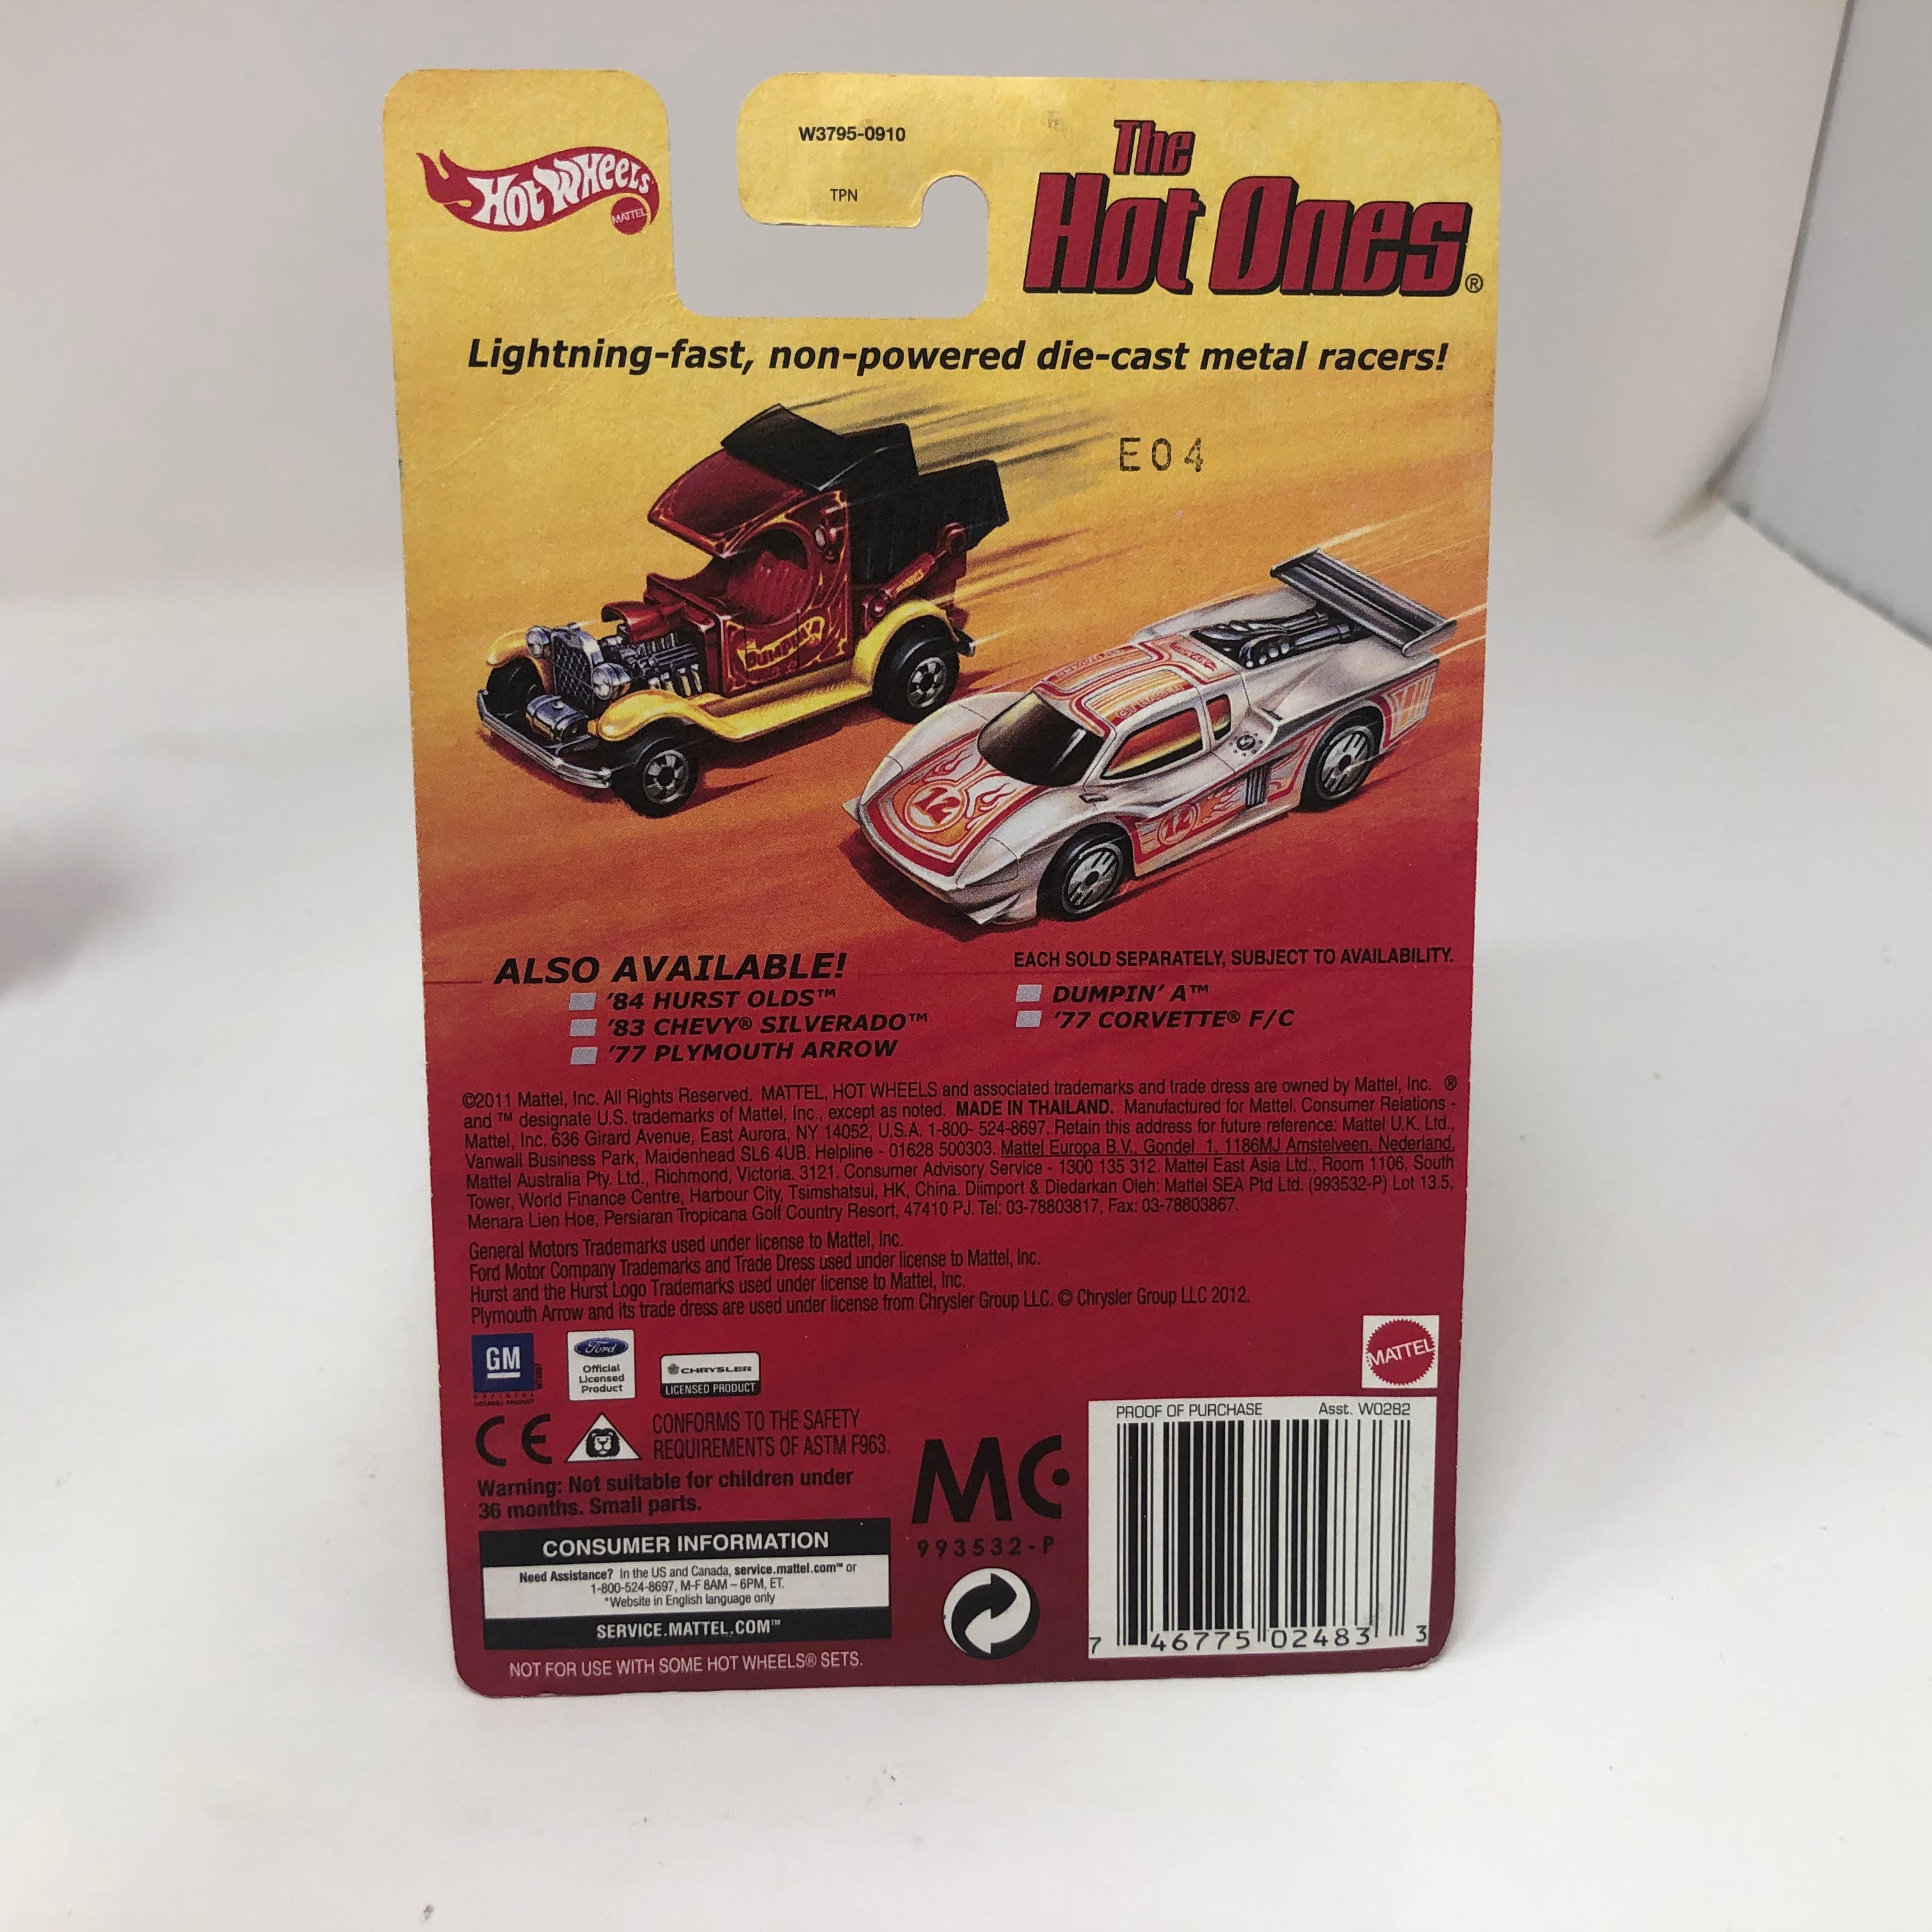 HOT WHEELS
MATTEL
W3795-0910
TPN
The
Hot Ones®
Lightning-fast, non-powered die-cast metal racers!
E04
DUMPIN' A
12
12
ALSO AVAILABLE!
'84 HURST OLDS™
'83 CHEVY® SILVERADO™
'77 PLYMOUTH ARROW
EACH SOLD SEPARATELY, SUBJECT TO AVAILABILITY.
DUMPIN' A™
'77 CORVETTE® F/C
©2011 Mattel, Inc. All Rights Reserved. MATTEL, HOT WHEELS and associated trademarks and trade dress are owned by Mattel, Inc. ®
and ™ designate U.S. trademarks of Mattel, Inc., except as noted. MADE IN THAILAND. Manufactured for Mattel. Consumer Relations -
Mattel, Inc. 636 Girard Avenue, East Aurora, NY 14052, U.S.A. 1-800- 524-8697. Retain this address for future reference: Mattel U.K. Ltd.,
Vanwall Business Park, Maidenhead SL6 4UB. Helpline - 01628 500303. Mattel Europa B.V., Gondel 1, 1186MJ Amstelveen, Nederland.
Mattel Australia Pty. Ltd., Richmond, Victoria. 3121. Consumer Advisory Service - 1300 135 312. Mattel East Asia Ltd., Room 1106, South
Tower, World Finance Centre, Harbour City, Tsimshatsui, HK, China. Diimport & Diedarkan Oleh: Mattel SEA Ptd Ltd. (993532-P) Lot 13.5,
Menara Lien Hoe, Persiaran Tropicana Golf Country Resort, 47410 PJ. Tel: 03-78803817, Fax: 03-78803867.
General Motors Trademarks used under license to Mattel, Inc.
Ford Motor Company Trademarks and Trade Dress used under license to Mattel, Inc.
Hurst and the Hurst Logo Trademarks used under license to Mattel, Inc.
Plymouth Arrow and its trade dress are used under license from Chrysler Group LLC. © Chrysler Group LLC 2012.
GM
OFFICIAL
LICENSED PRODUCT
Ford
Official
Licensed
Product
CHRYSLER
LICENSED PRODUCT
MATTEL
CE
CONFORMS TO THE SAFETY
REQUIREMENTS OF ASTM F963.
Warning: Not suitable for children under
36 months. Small parts.
CONSUMER INFORMATION
Need Assistance? In the US and Canada, service.mattel.com™ or
1-800-524-8697, M-F 8AM – 6PM, ET.
*Website in English language only
SERVICE.MATTEL.COM™
NOT FOR USE WITH SOME HOT WHEELS® SETS.
MC
993532-P
PROOF OF PURCHASE Asst. W0282
7 46775 02483 3